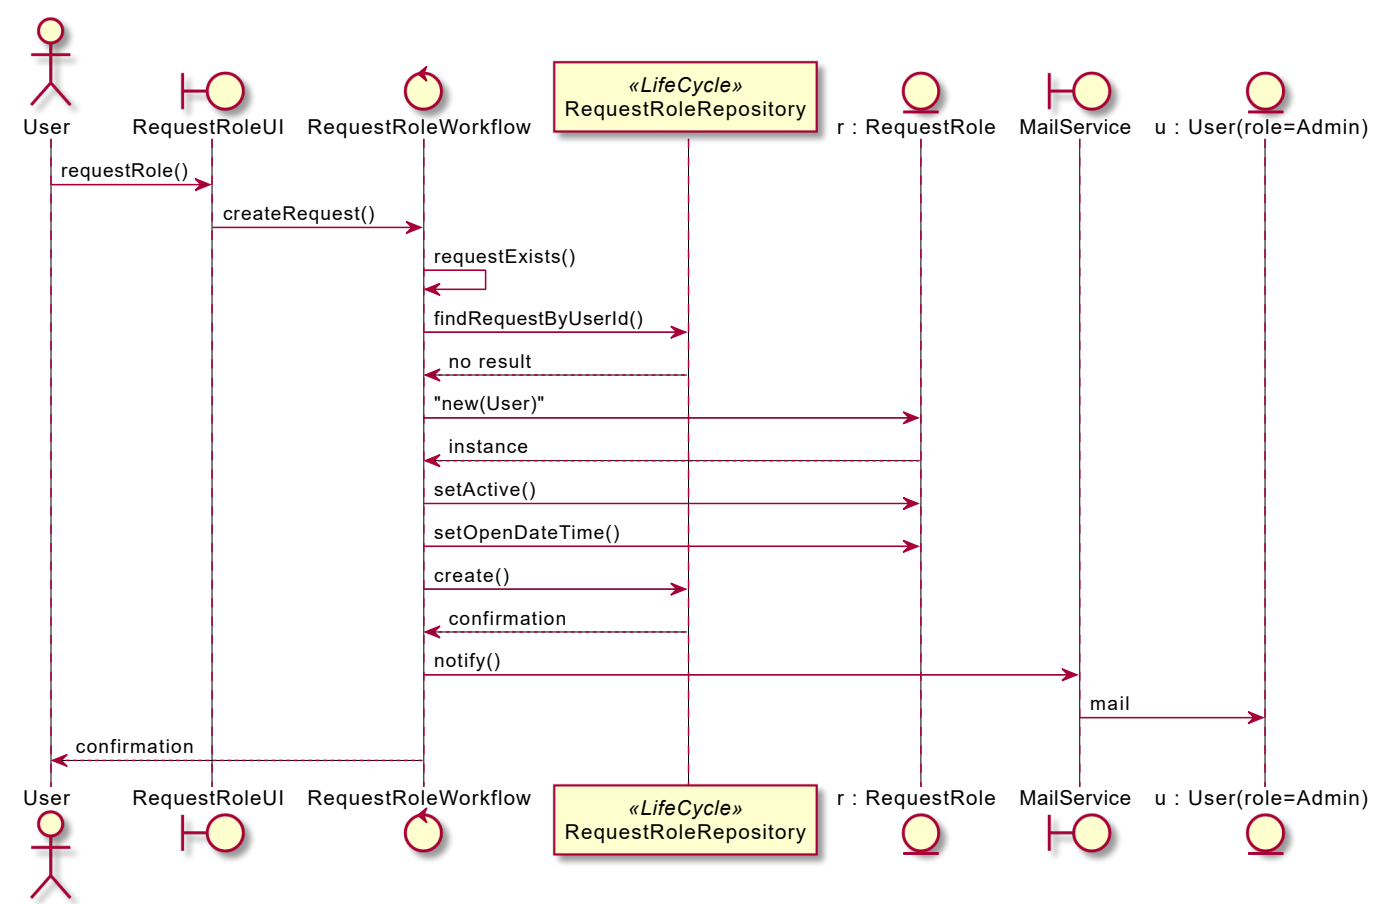 «LifeCycle»
RequestRoleRepository
User
RequestRoleUI
RequestRoleWorkflow
r : RequestRole
MailService
u : User(role=Admin)
requestRole()
createRequest()
requestExists()
findRequestByUserId()
no result
"new(User)"
instance
setActive()
setOpenDateTime()
create()
confirmation
notify()
mail
confirmation
User
RequestRoleUI
RequestRoleWorkflow
«LifeCycle»
RequestRoleRepository
r : RequestRole
MailService
u : User(role=Admin)